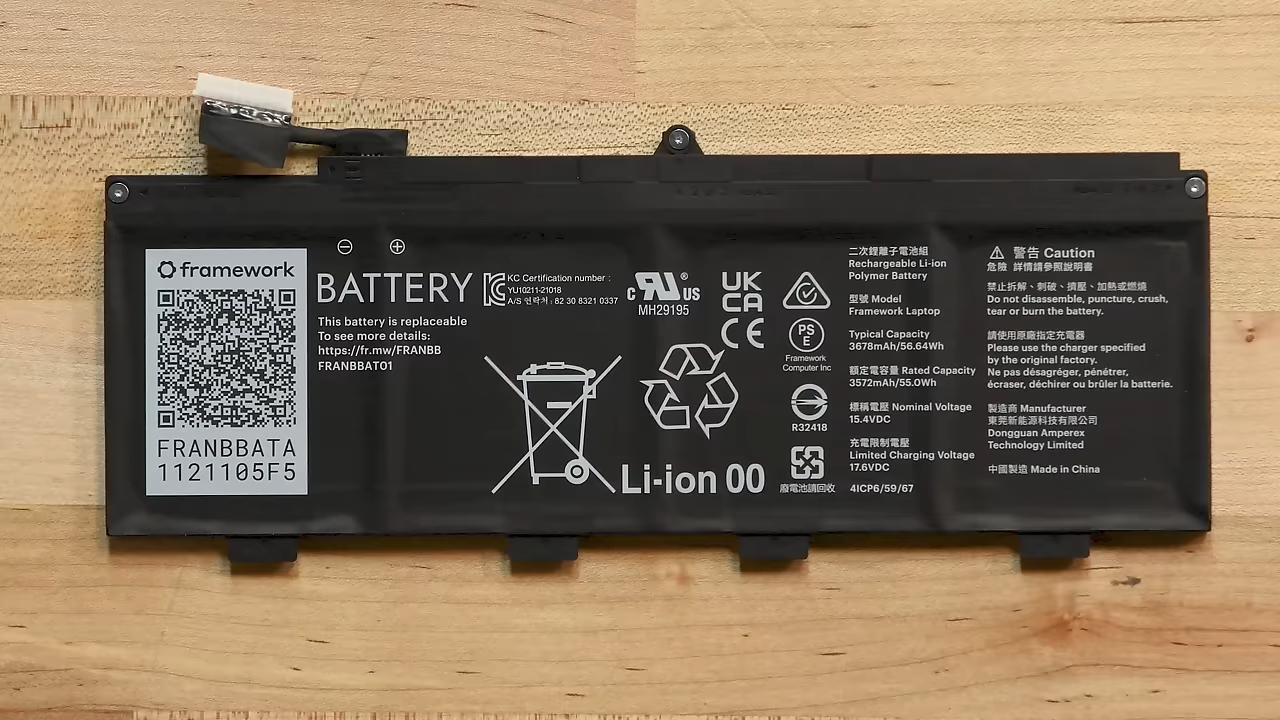 framework
FRANBBATA
1121105F5
BATTERY
This battery is replaceable
To see more details:
https://fr.mw/FRANBB
FRANBBAT01
KC Certification number :
YU10211-21018
A/S 연락처 : 82 30 8321 0337
c RU ® US
MH29195
UK
CA
CE
Li-ion 00
PS
E
Framework
Computer Inc
R32418
廢電池請回收
二次鋰離子電池組
Rechargeable Li-ion
Polymer Battery
型號 Model
Framework Laptop
Typical Capacity
3678mAh/56.64Wh
額定電容量 Rated Capacity
3572mAh/55.0Wh
標稱電壓 Nominal Voltage
15.4VDC
充電限制電壓
Limited Charging Voltage
17.6VDC
4ICP6/59/67
警告 Caution
危險 詳情請參照說明書
禁止拆解、刺破、擠壓、加熱或燃燒
Do not disassemble, puncture, crush,
tear or burn the battery.
請使用原廠指定充電器
Please use the charger specified
by the original factory.
Ne pas désagréger, pénétrer,
écraser, déchirer ou brûler la batterie.
製造商 Manufacturer
東莞新能源科技有限公司
Dongguan Amperex
Technology Limited
中國製造 Made in China